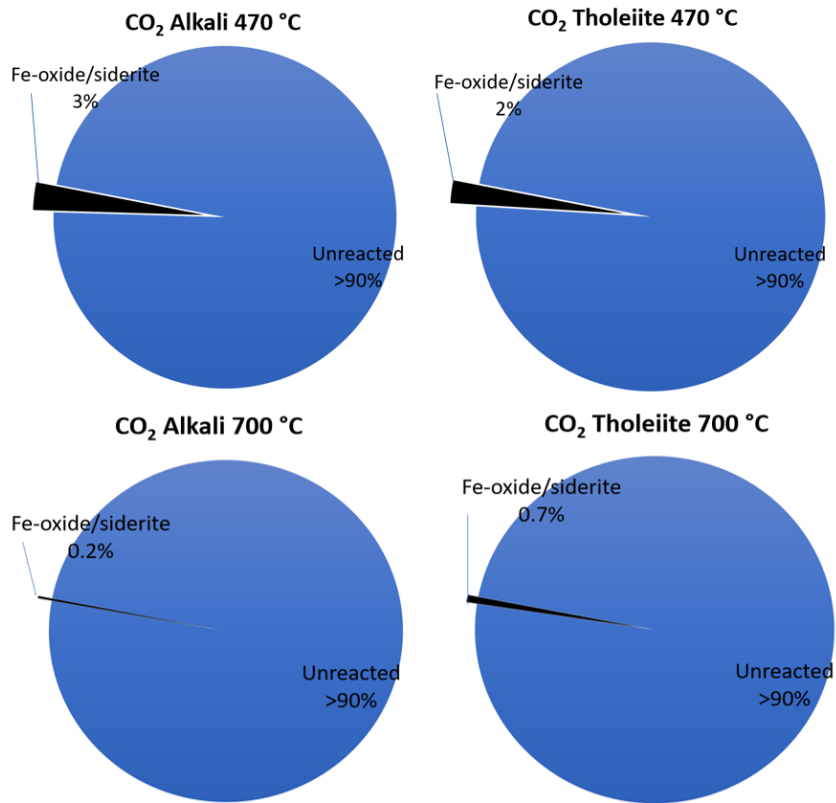 CO₂ Alkali 470 °C
Fe-oxide/siderite
3%
Unreacted
>90%
CO₂ Tholeiite 470 °C
Fe-oxide/siderite
2%
Unreacted
>90%
CO₂ Alkali 700 °C
Fe-oxide/siderite
0.2%
Unreacted
>90%
CO₂ Tholeiite 700 °C
Fe-oxide/siderite
0.7%
Unreacted
>90%